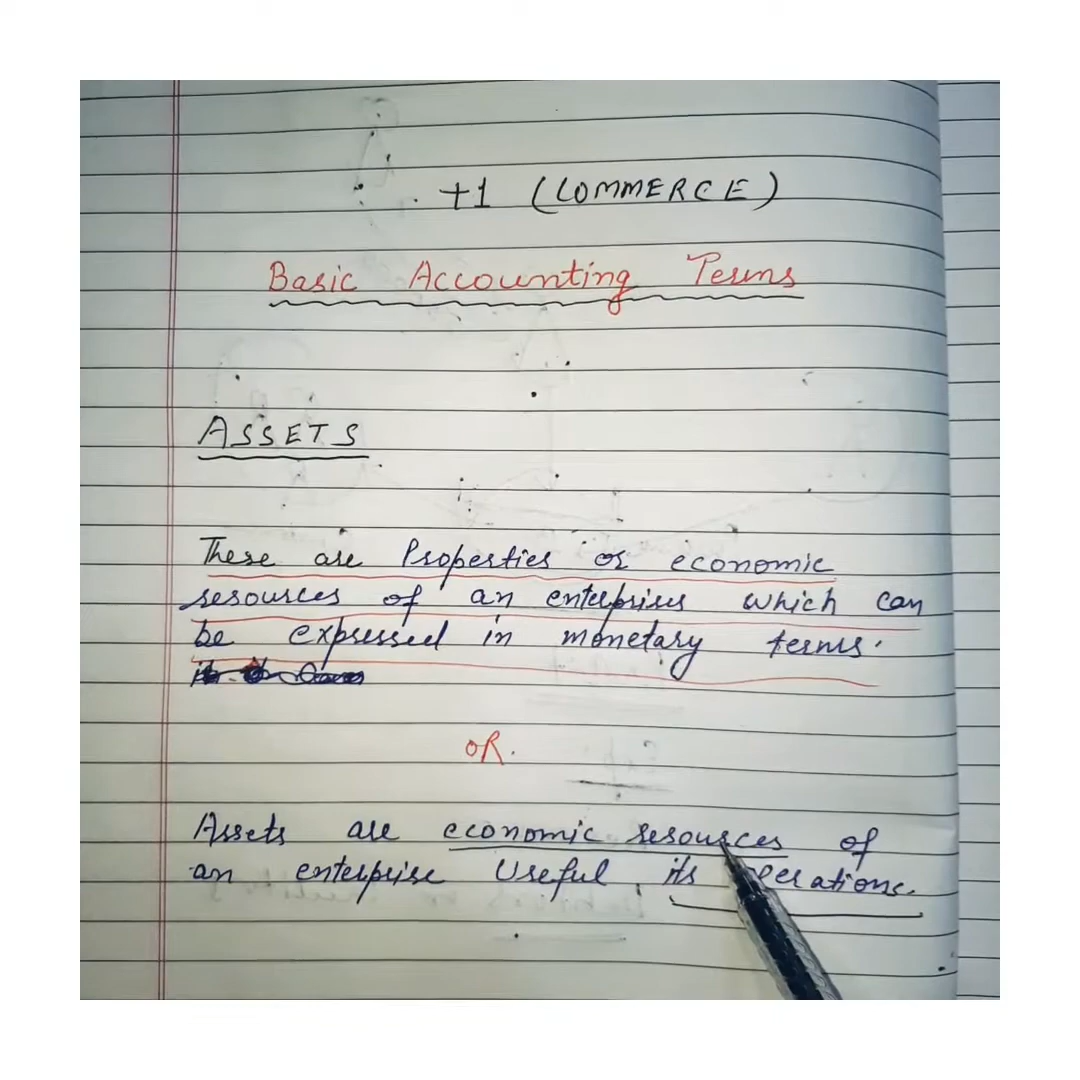 +1 (COMMERCE)
Basic Accounting Terms
ASSETS
These are Properties or economic
resources of an enterprises which can
be expressed in monetary terms.
OR.
Assets are economic resources of
an enterprise Useful its operations.